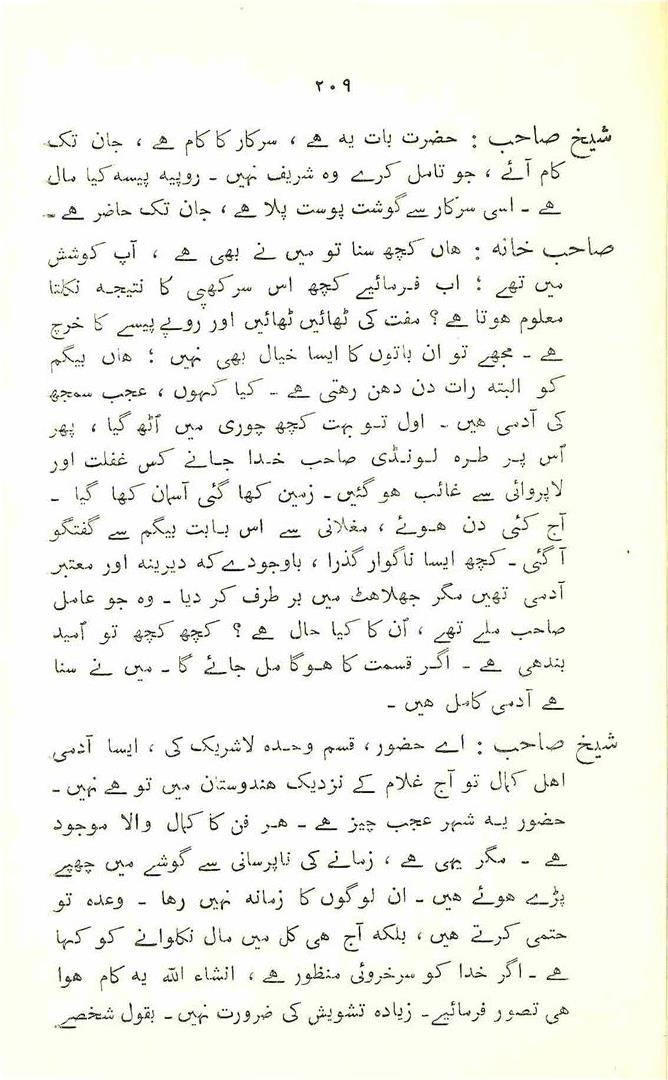 ۲۰۹
شیخ صاحب : حضرت بات یہ ہے ، سرکار کا کام ہے ، جان تک
کام آئے ، جو تامل کرے وہ شریف نہیں - روپیہ پیسہ کیا مال
ہے - اسی سرکار سے گوشت پوست پلا ہے ، جان تک حاضر ہے -
صاحب خانہ : ہاں کچھ سنا تو میں نے بھی ہے ، آپ کوشش
میں تھے ؛ اب فرمائیے کچھ اس سرکھپی کا نتیجہ نکلتا
معلوم ہوتا ہے ؟ مفت کی ٹھائیں ٹھائیں اور روپے پیسے کا خرچ
ہے - مجھے تو ان باتوں کا ایسا خیال بھی نہیں ؛ ہاں بیگم
کو البتہ رات دن دھن رہتی ہے - کیا کہوں ، عجب سمجھ
کی آدمی ہیں - اول تو بہت کچھ چوری میں اُٹھ گیا ، پھر
اُس پر طرہ لونڈی صاحب خدا جانے کس غفلت اور
لاپروائی سے غائب ہو گئیں - زمین کھا گئی آسمان کھا گیا -
آج کئی دن ہوئے ، مغلانی سے اس بابت بیگم سے گفتگو
آ گئی - کچھ ایسا ناگوار گذرا ، باوجودے کہ دیرینہ اور معتبر
آدمی تھیں مگر جھلاہٹ میں بر طرف کر دیا - وہ جو عامل
صاحب ملے تھے ، اُن کا کیا حال ہے ؟ کچھ کچھ تو اُمید
بندھی ہے - اگر قسمت کا ہوگا مل جائے گا - میں نے سنا
ہے آدمی کامل ہیں -
شیخ صاحب : اے حضور ، قسم وحدہ لاشریک کی ، ایسا آدمی
اہل کمال تو آج غلام کے نزدیک ہندوستان میں تو ہے نہیں -
حضور یہ شہر عجب چیز ہے - ہر فن کا کمال والا موجود
ہے - مگر یہی ہے ، زمانے کی ناپرسانی سے گوشے میں چھپے
پڑے ہوئے ہیں - ان لوگوں کا زمانہ نہیں رہا - وعدہ تو
حتمی کرتے ہیں ، بلکہ آج ہی کل میں مال نکلوانے کو کہا
ہے - اگر خدا کو سرخروئی منظور ہے ، انشاء اللہ یہ کام ہوا
ہی تصور فرمائیے - زیادہ تشویش کی ضرورت نہیں - بقول شخصے